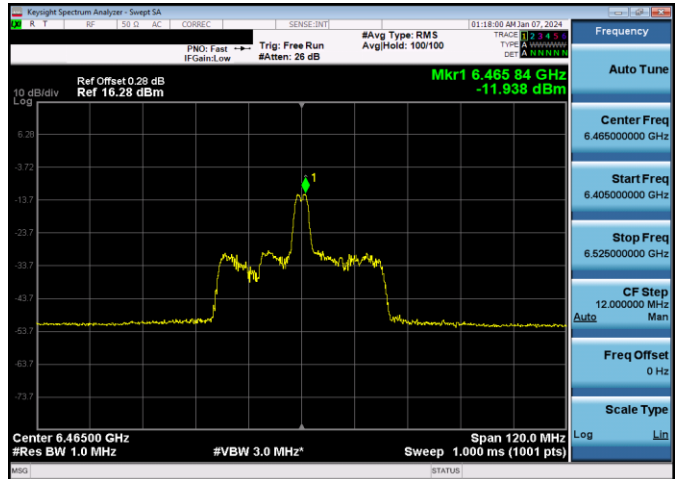 Keysight Spectrum Analyzer - Swept SA
R T RF 50 Ω AC CORREC SENSE:INT 01:18:00 AM Jan 07, 2024
#Avg Type: RMS
Avg|Hold: 100/100
TRACE 1 2 3 4 5 6
TYPE A WWWWW
DET A N N N N N
PNO: Fast
IFGain:Low
Trig: Free Run
#Atten: 26 dB
Mkr1 6.465 84 GHz
-11.938 dBm
Ref Offset 0.28 dB
10 dB/div Ref 16.28 dBm
Log
1
6.28
-3.72
-13.7
-23.7
-33.7
-43.7
-53.7
-63.7
-73.7
Center 6.46500 GHz Span 120.0 MHz
#Res BW 1.0 MHz #VBW 3.0 MHz* Sweep 1.000 ms (1001 pts)
MSG STATUS
Frequency
Auto Tune
Center Freq
6.465000000 GHz
Start Freq
6.405000000 GHz
Stop Freq
6.525000000 GHz
CF Step
12.000000 MHz
Auto Man
Freq Offset
0 Hz
Scale Type
Log Lin